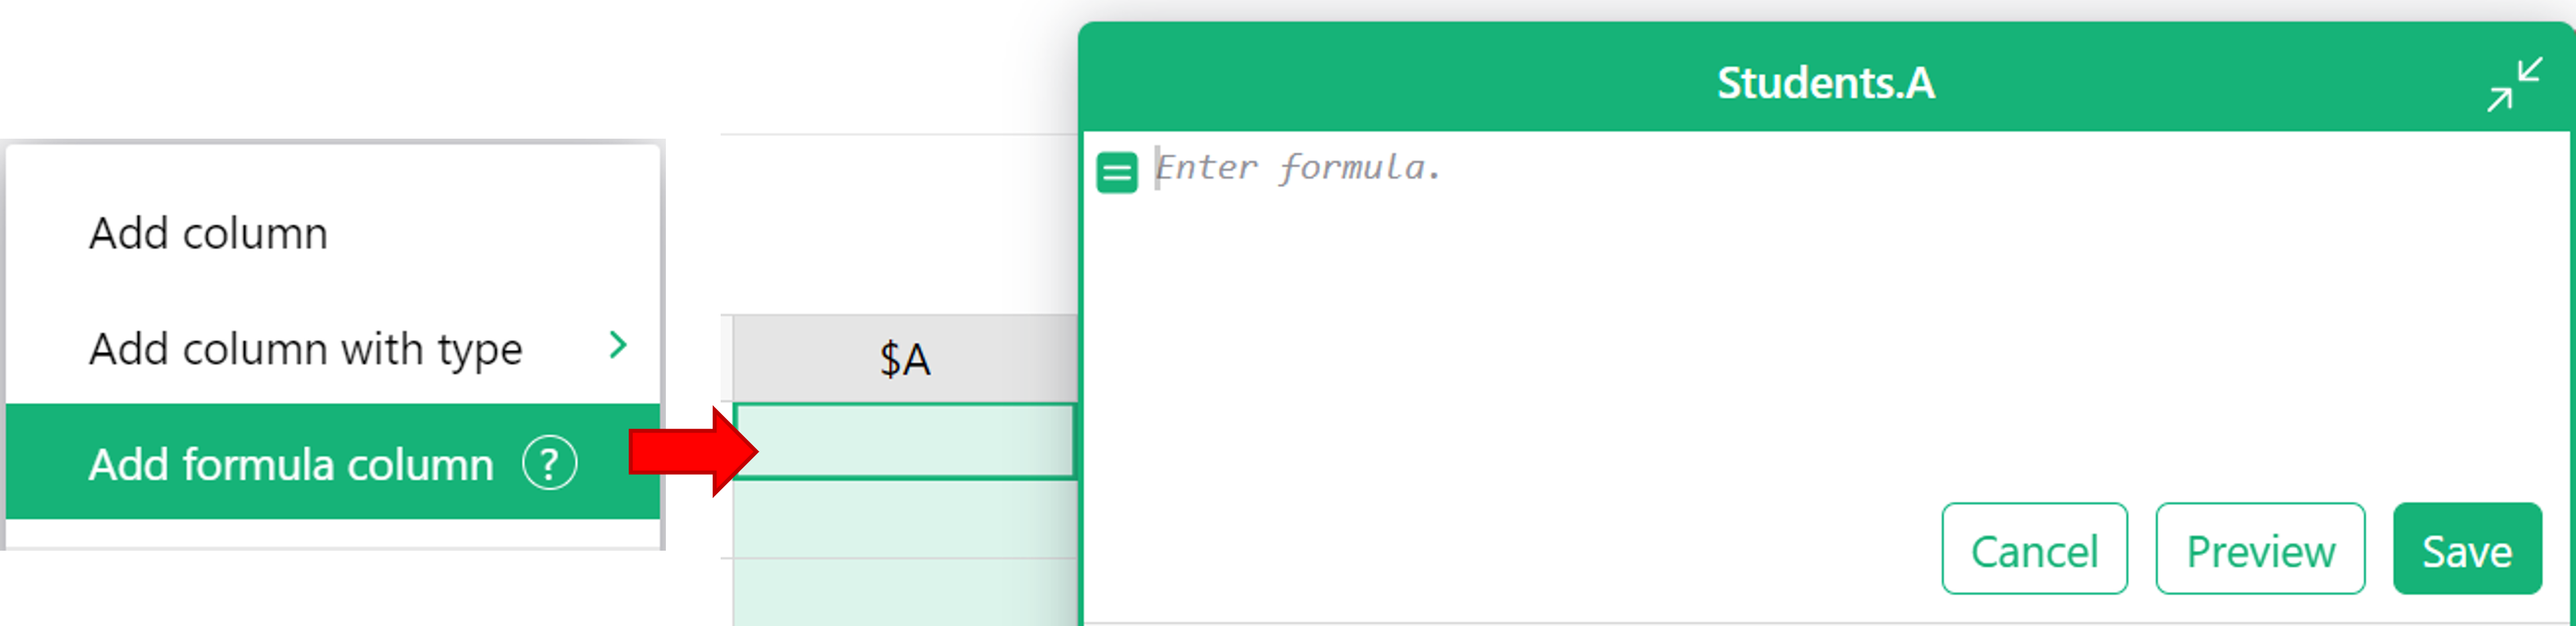 Add column
Add column with type
Add formula column ?
$A
Students.A
Enter formula.
Cancel
Preview
Save